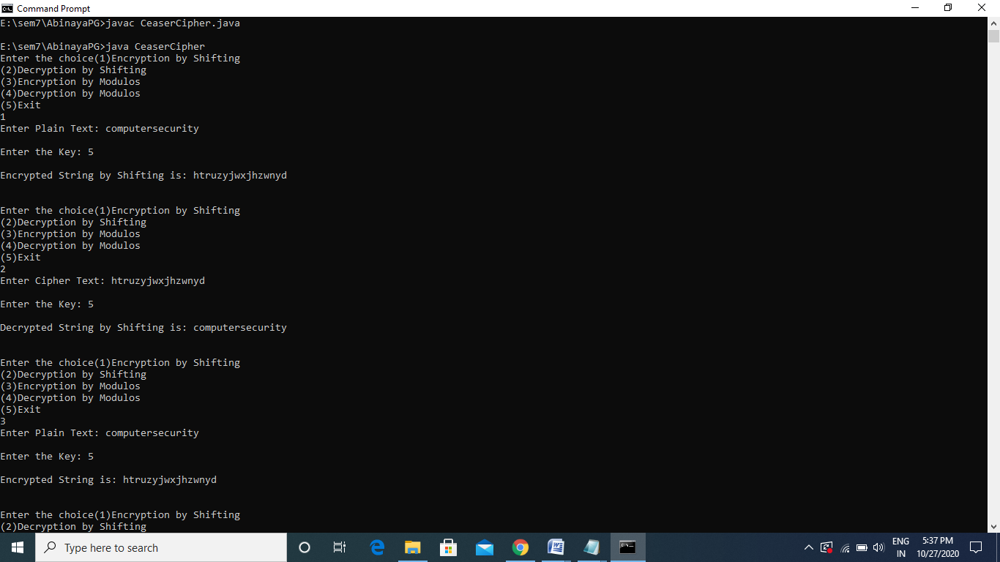 Command Prompt
E:\sem7\AbinayaPG>javac CeaserCipher.java
E:\sem7\AbinayaPG>java CeaserCipher
Enter the choice(1)Encryption by Shifting
(2)Decryption by Shifting
(3)Encryption by Modulos
(4)Decryption by Modulos
(5)Exit
1
Enter Plain Text: computersecurity
Enter the Key: 5
Encrypted String by Shifting is: htruzyjwxjhzwnyd
Enter the choice(1)Encryption by Shifting
(2)Decryption by Shifting
(3)Encryption by Modulos
(4)Decryption by Modulos
(5)Exit
2
Enter Cipher Text: htruzyjwxjhzwnyd
Enter the Key: 5
Decrypted String by Shifting is: computersecurity
Enter the choice(1)Encryption by Shifting
(2)Decryption by Shifting
(3)Encryption by Modulos
(4)Decryption by Modulos
(5)Exit
3
Enter Plain Text: computersecurity
Enter the Key: 5
Encrypted String is: htruzyjwxjhzwnyd
Enter the choice(1)Encryption by Shifting
(2)Decryption by Shifting
Type here to search
ENG
IN
5:37 PM
10/27/2020